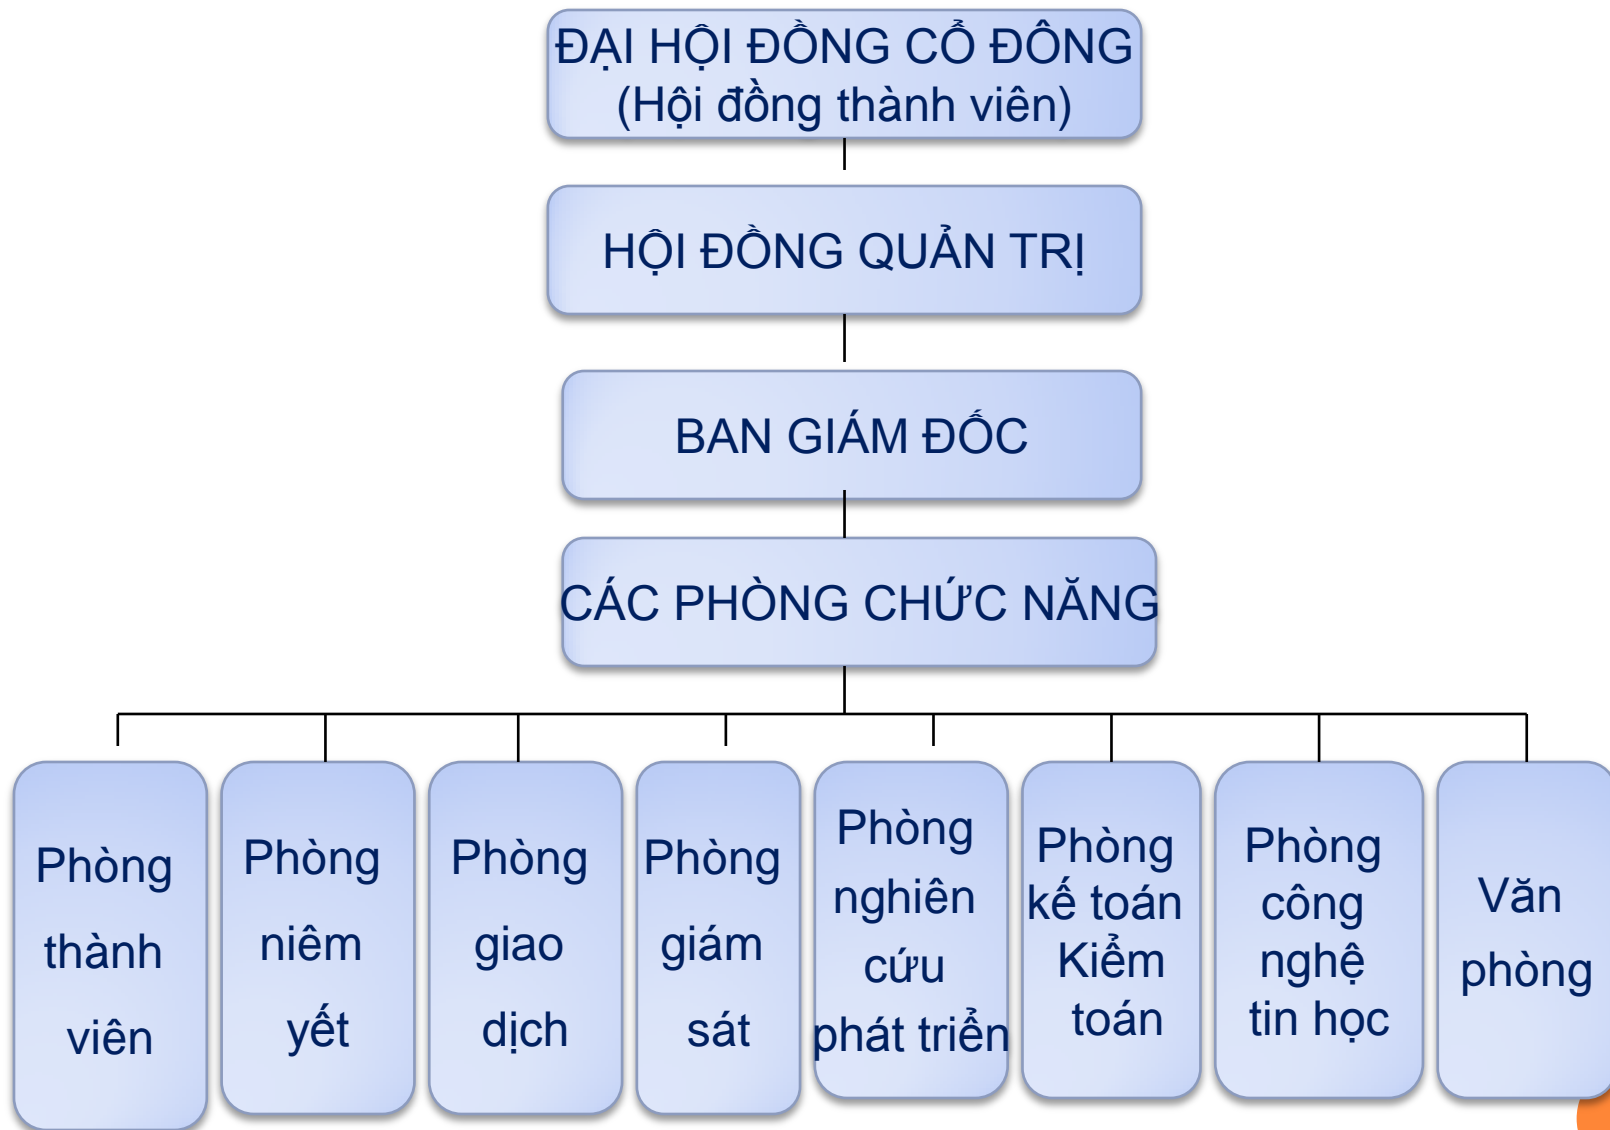 ĐẠI HỘI ĐỒNG CỔ ĐÔNG
(Hội đồng thành viên)
HỘI ĐỒNG QUẢN TRỊ
BAN GIÁM ĐỐC
CÁC PHÒNG CHỨC NĂNG
Phòng
thành
viên
Phòng
niêm
yết
Phòng
giao
dịch
Phòng
giám
sát
Phòng
nghiên
cứu
phát triển
Phòng
kế toán
Kiểm
toán
Phòng
công
nghệ
tin học
Văn
phòng